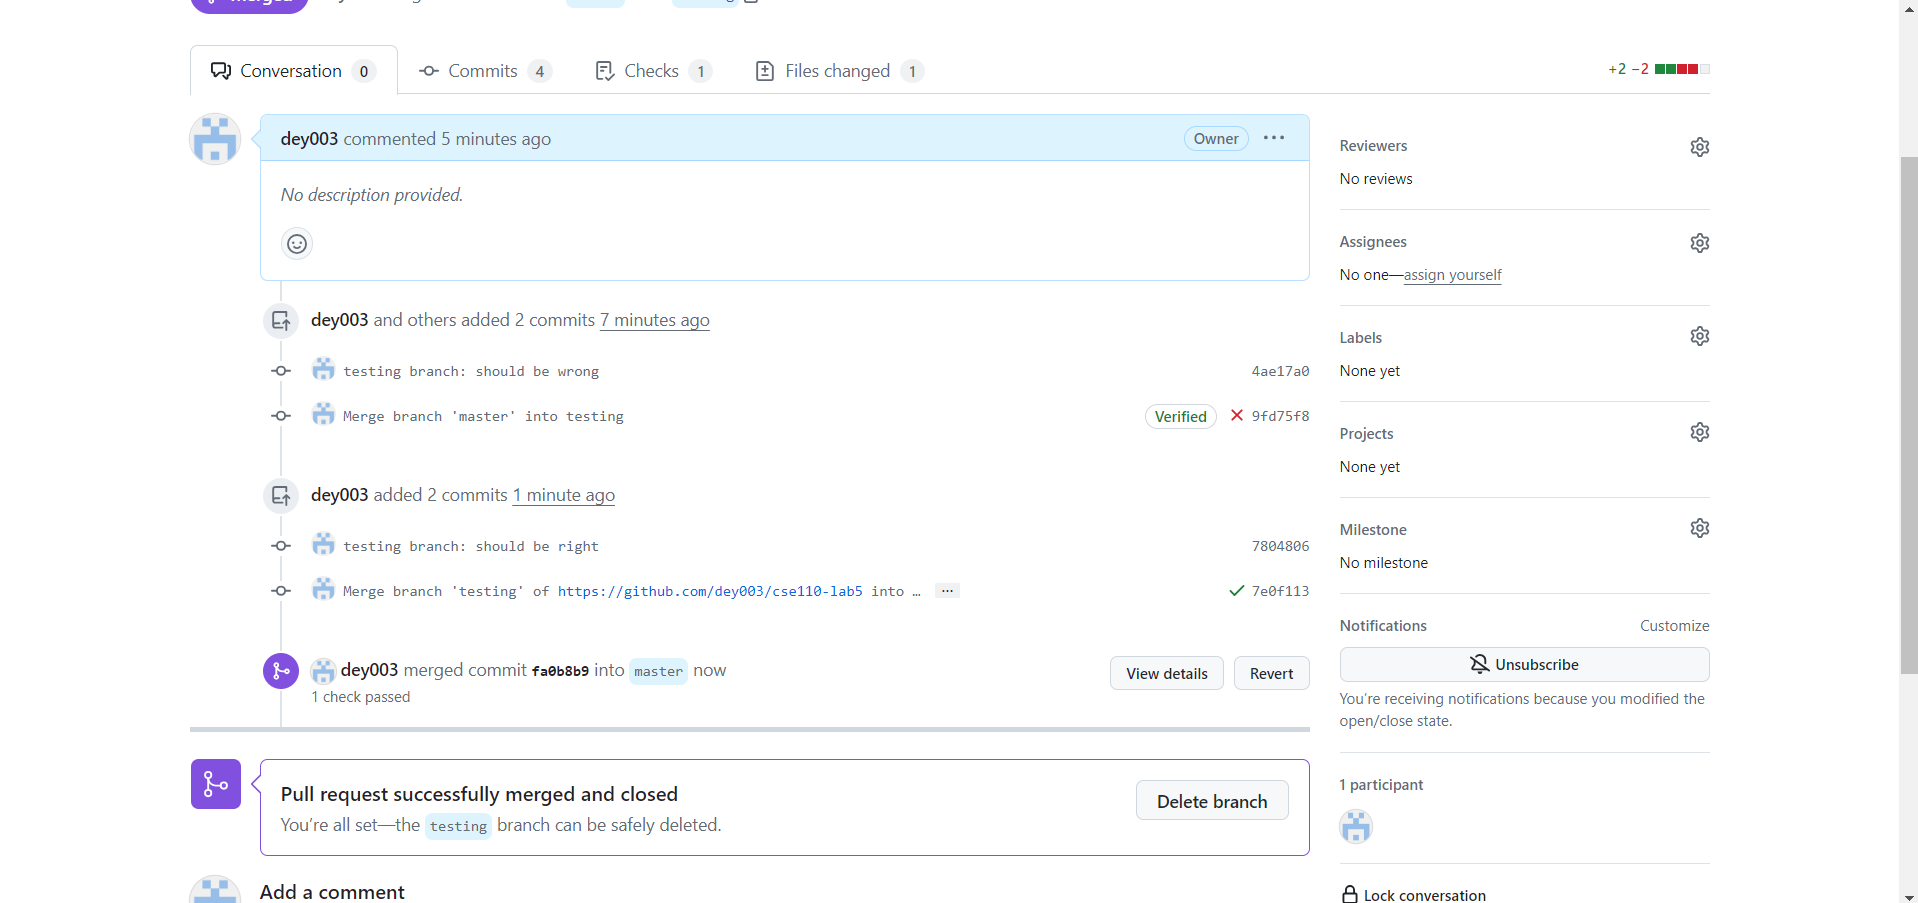 Merged
Conversation 0
Commits 4
Checks 1
Files changed 1
+2 −2
dey003 commented 5 minutes ago
Owner
No description provided.
dey003 and others added 2 commits 7 minutes ago
testing branch: should be wrong
4ae17a0
Merge branch 'master' into testing
Verified
9fd75f8
dey003 added 2 commits 1 minute ago
testing branch: should be right
7804806
Merge branch 'testing' of https://github.com/dey003/cse110-lab5 into …
...
7e0f113
dey003 merged commit fa0b8b9 into master now
1 check passed
View details
Revert
Pull request successfully merged and closed
You’re all set—the testing branch can be safely deleted.
Delete branch
Add a comment
Reviewers
No reviews
Assignees
No one—assign yourself
Labels
None yet
Projects
None yet
Milestone
No milestone
Notifications
Customize
Unsubscribe
You’re receiving notifications because you modified the
open/close state.
1 participant
Lock conversation